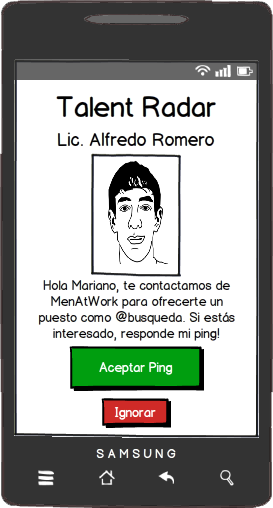 Talent Radar
Lic. Alfredo Romero
Hola Mariano, te contactamos de
MenAtWork para ofrecerte un
puesto como @busqueda. Si estás
interesado, responde mi ping!
Aceptar Ping
Ignorar
SAMSUNG